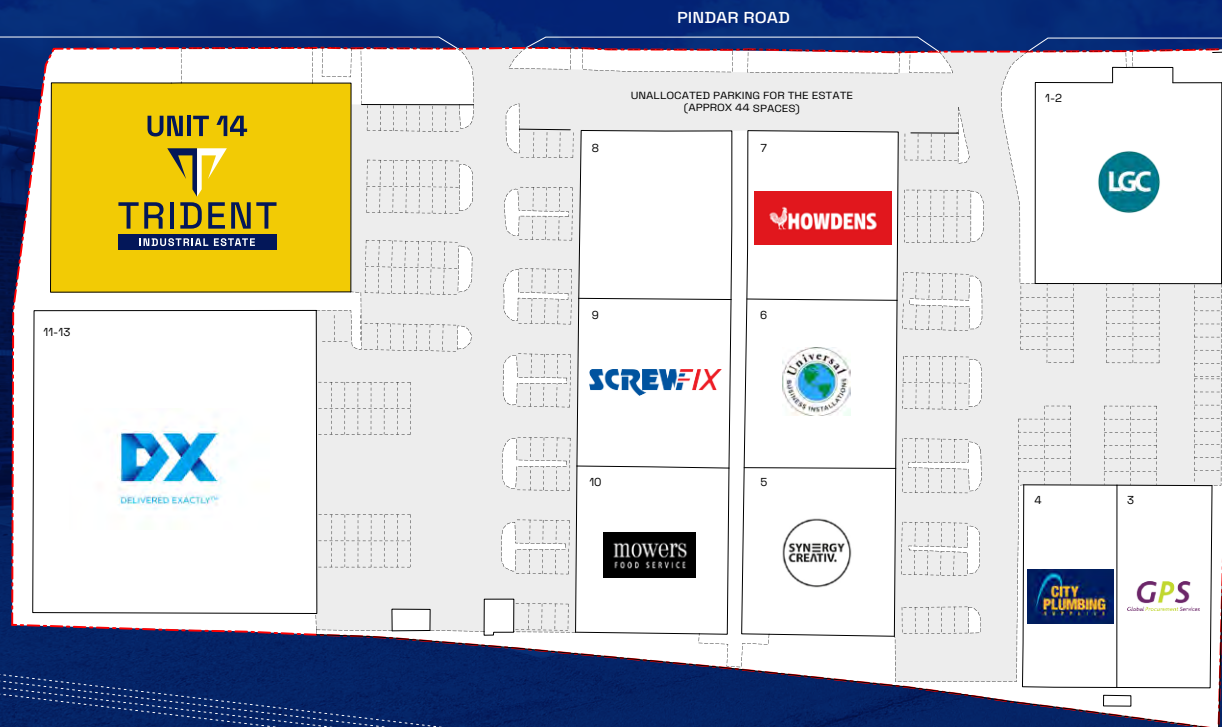 PINDAR ROAD
UNALLOCATED PARKING FOR THE ESTATE
(APPROX 44 SPACES)
UNIT 14
TRIDENT
INDUSTRIAL ESTATE
11-13
DX
DELIVERED EXACTLY™
8
9
SCREWFIX
10
mowers
FOOD SERVICE
7
HOWDENS
6
Universal
BUSINESS INSTALLATIONS
5
SYNERGY
CREATIV.
1-2
LGC
4
CITY
PLUMBING
SUPPLIES
3
GPS
Global Procurement Services